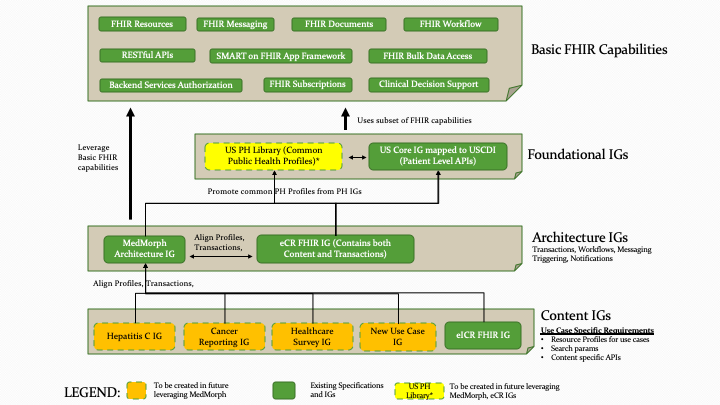 FHIR Resources
FHIR Messaging
FHIR Documents
FHIR Workflow
RESTful APIs
SMART on FHIR App Framework
FHIR Bulk Data Access
Backend Services Authorization
FHIR Subscriptions
Clinical Decision Support
Basic FHIR Capabilities
Leverage
Basic FHIR
capabilities
Uses subset of FHIR capabilities
US PH Library (Common
Public Health Profiles)*
US Core IG mapped to USCDI
(Patient Level APIs)
Foundational IGs
Promote common PH Profiles from PH IGs
MedMorph
Architecture IG
Align Profiles,
Transactions,
eCR FHIR IG (Contains both
Content and Transactions)
Architecture IGs
Transactions, Workflows, Messaging
Triggering, Notifications
Align Profiles, Transactions,
Hepatitis C IG
Cancer
Reporting IG
Healthcare
Survey IG
New Use Case
IG
eICR FHIR IG
Content IGs
Use Case Specific Requirements
• Resource Profiles for use cases
• Search params
• Content specific APIs
LEGEND:
To be created in future
leveraging MedMorph
Existing Specifications
and IGs
US PH
Library*
To be created in future leveraging
MedMorph, eCR IGs